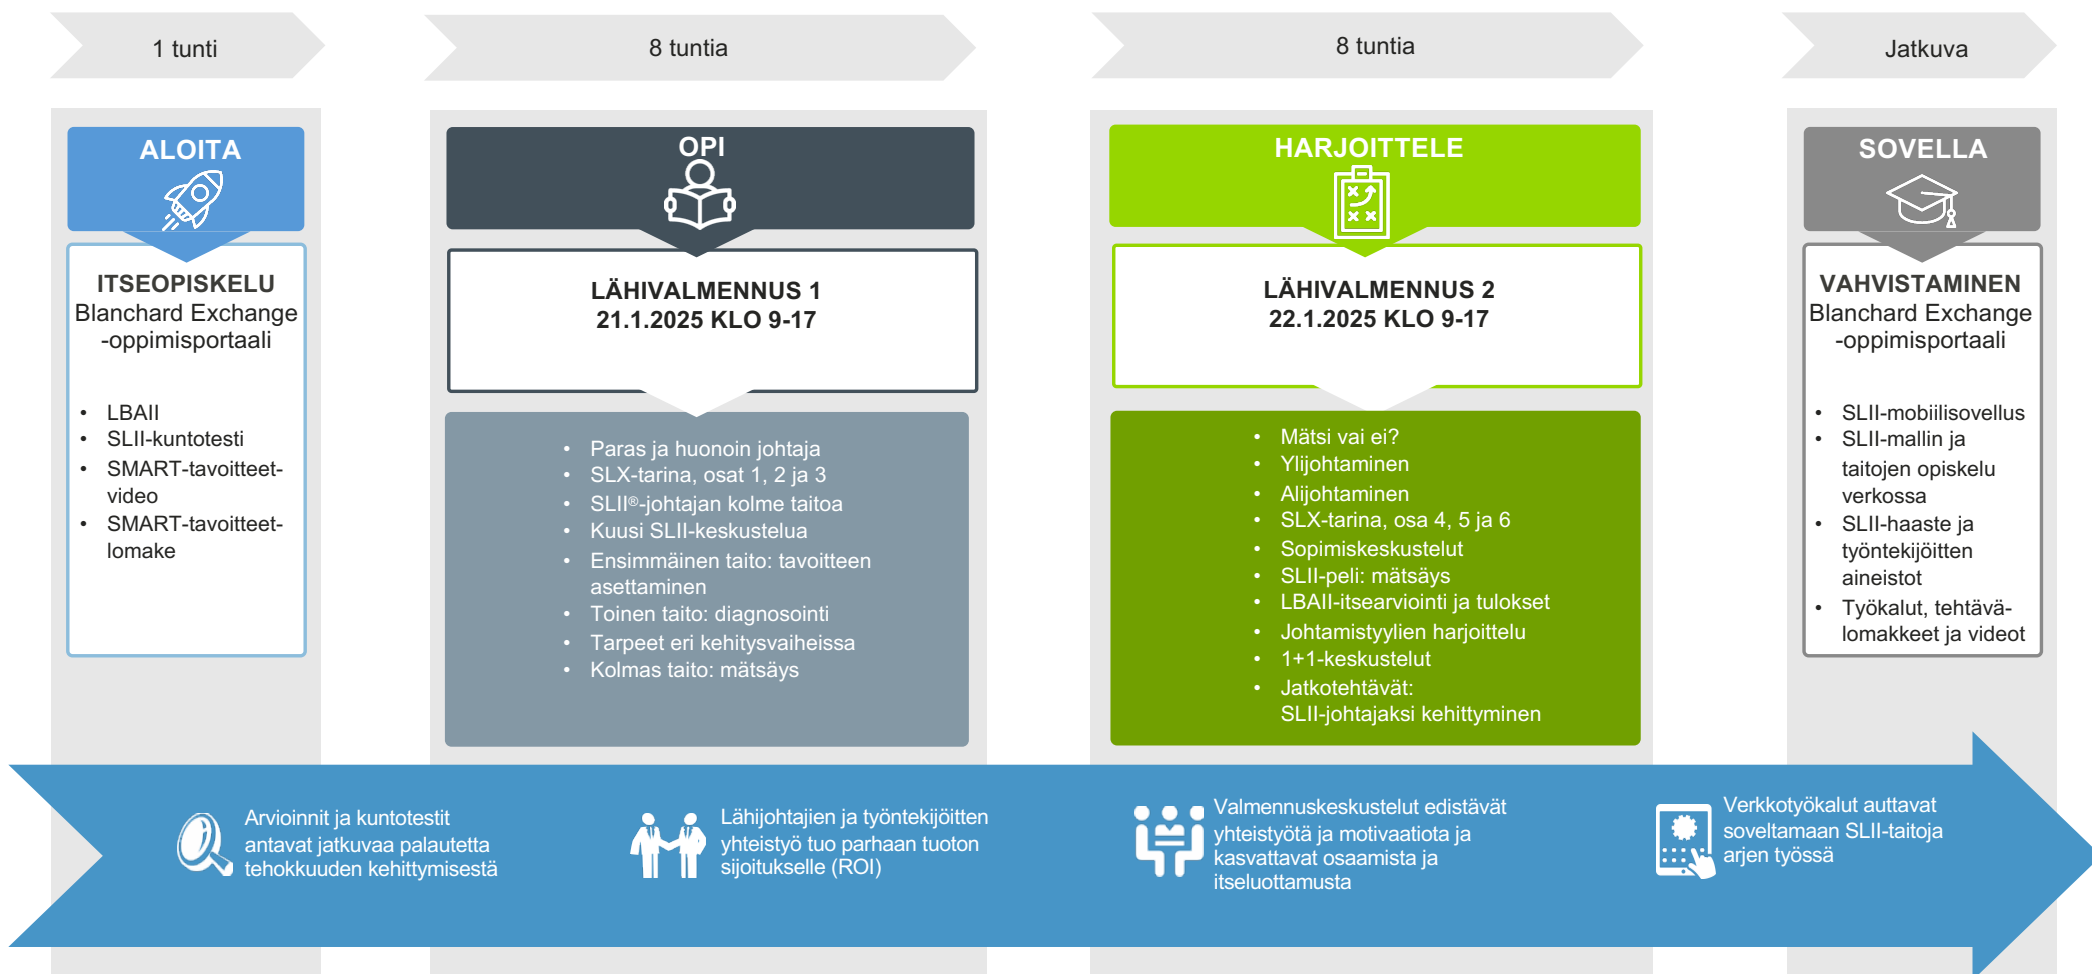 1 tunti
8 tuntia
8 tuntia
Jatkuva
ALOITA
ITSEOPISKELU
Blanchard Exchange
-oppimisportaali
• LBAII
• SLII-kuntotesti
• SMART-tavoitteet-
video
• SMART-tavoitteet-
lomake
OPI
LÄHIVALMENNUS 1
21.1.2025 KLO 9-17
• Paras ja huonoin johtaja
• SLX-tarina, osat 1, 2 ja 3
• SLII®-johtajan kolme taitoa
• Kuusi SLII-keskustelua
• Ensimmäinen taito: tavoitteen
asettaminen
• Toinen taito: diagnosointi
• Tarpeet eri kehitysvaiheissa
• Kolmas taito: mätsäys
HARJOITTELE
LÄHIVALMENNUS 2
22.1.2025 KLO 9-17
• Mätsi vai ei?
• Ylijohtaminen
• Alijohtaminen
• SLX-tarina, osa 4, 5 ja 6
• Sopimiskeskustelut
• SLII-peli: mätsäys
• LBAII-itsearviointi ja tulokset
• Johtamistyylien harjoittelu
• 1+1-keskustelut
• Jatkotehtävät:
SLII-johtajaksi kehittyminen
SOVELLA
VAHVISTAMINEN
Blanchard Exchange
-oppimisportaali
• SLII-mobiilisovellus
• SLII-mallin ja
taitojen opiskelu
verkossa
• SLII-haaste ja
työntekijöitten
aineistot
• Työkalut, tehtävä-
lomakkeet ja videot
Arvioinnit ja kuntotestit
antavat jatkuvaa palautetta
tehokkuuden kehittymisestä
Lähijohtajien ja työntekijöitten
yhteistyö tuo parhaan tuoton
sijoitukselle (ROI)
Valmennuskeskustelut edistävät
yhteistyötä ja motivaatiota ja
kasvattavat osaamista ja
itseluottamusta
Verkkotyökalut auttavat
soveltamaan SLII-taitoja
arjen työssä